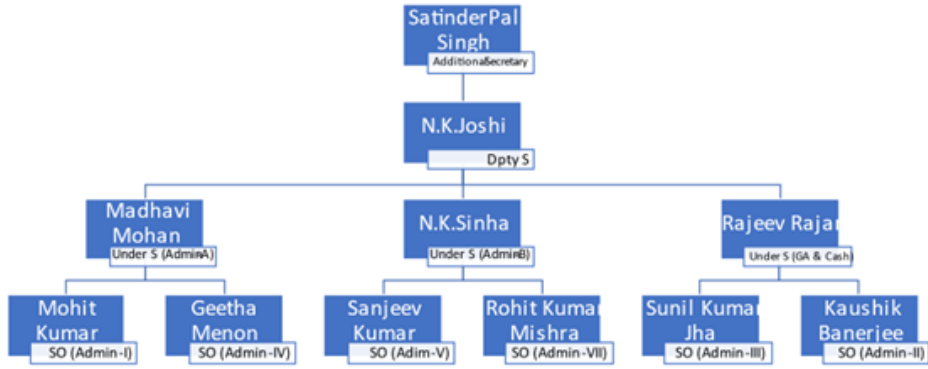 SatinderPal
Singh
AdditionalSecretary
N.K.Joshi
Dpty S
Madhavi
Mohan
Under S (AdminA)
N.K.Sinha
Under S (AdminB)
Rajeev Rajan
Under S (GA & Cash)
Mohit
Kumar
SO (Admin-I)
Geetha
Menon
SO (Admin-IV)
Sanjeev
Kumar
SO (Adim-V)
Rohit Kumar
Mishra
SO (Admin-VII)
Sunil Kumar
Jha
SO (Admin-III)
Kaushik
Banerjee
SO (Admin-II)